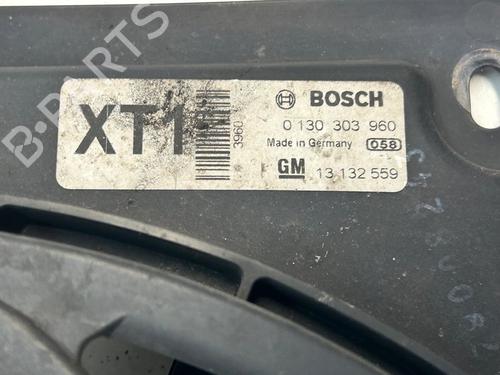 B-PARTS
XT1
3960
BOSCH
0 130 303 960
Made in Germany 058
GM 13 132 559